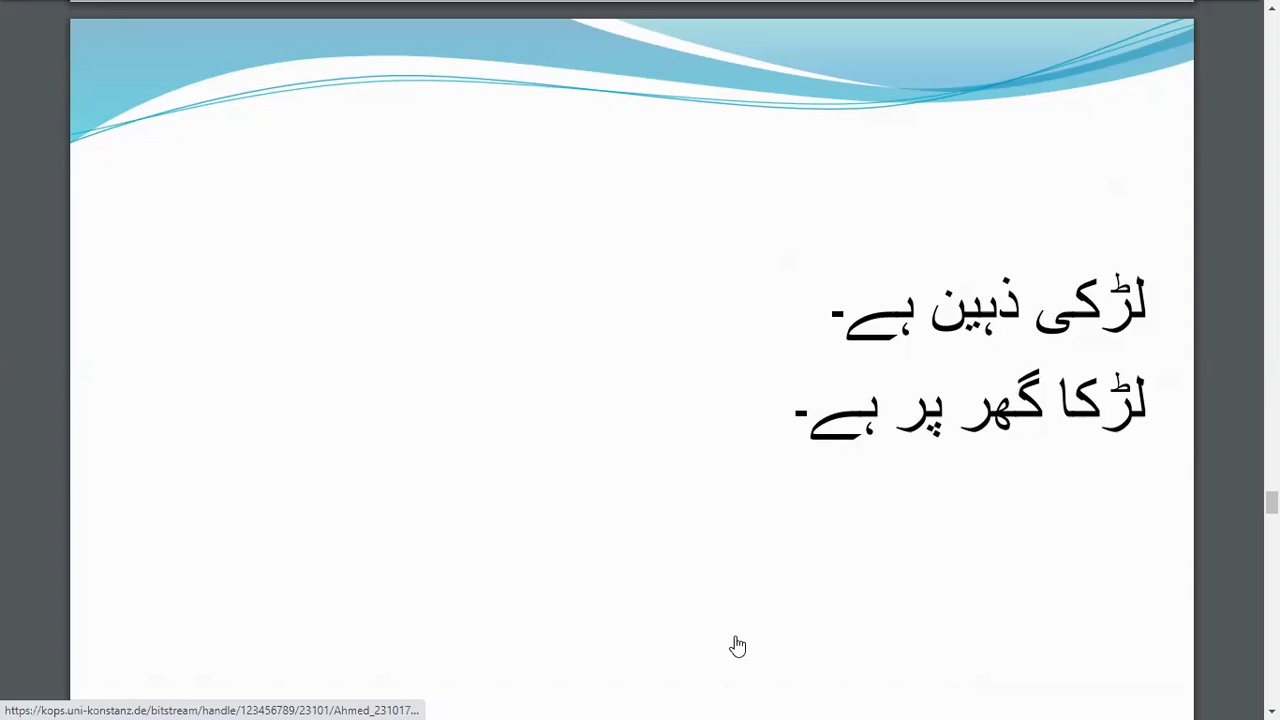 لڑکی ذہین ہے۔
لڑکا گھر پر ہے۔
https://kops.uni-konstanz.de/bitstream/handle/123456789/23101/Ahmed_231017...